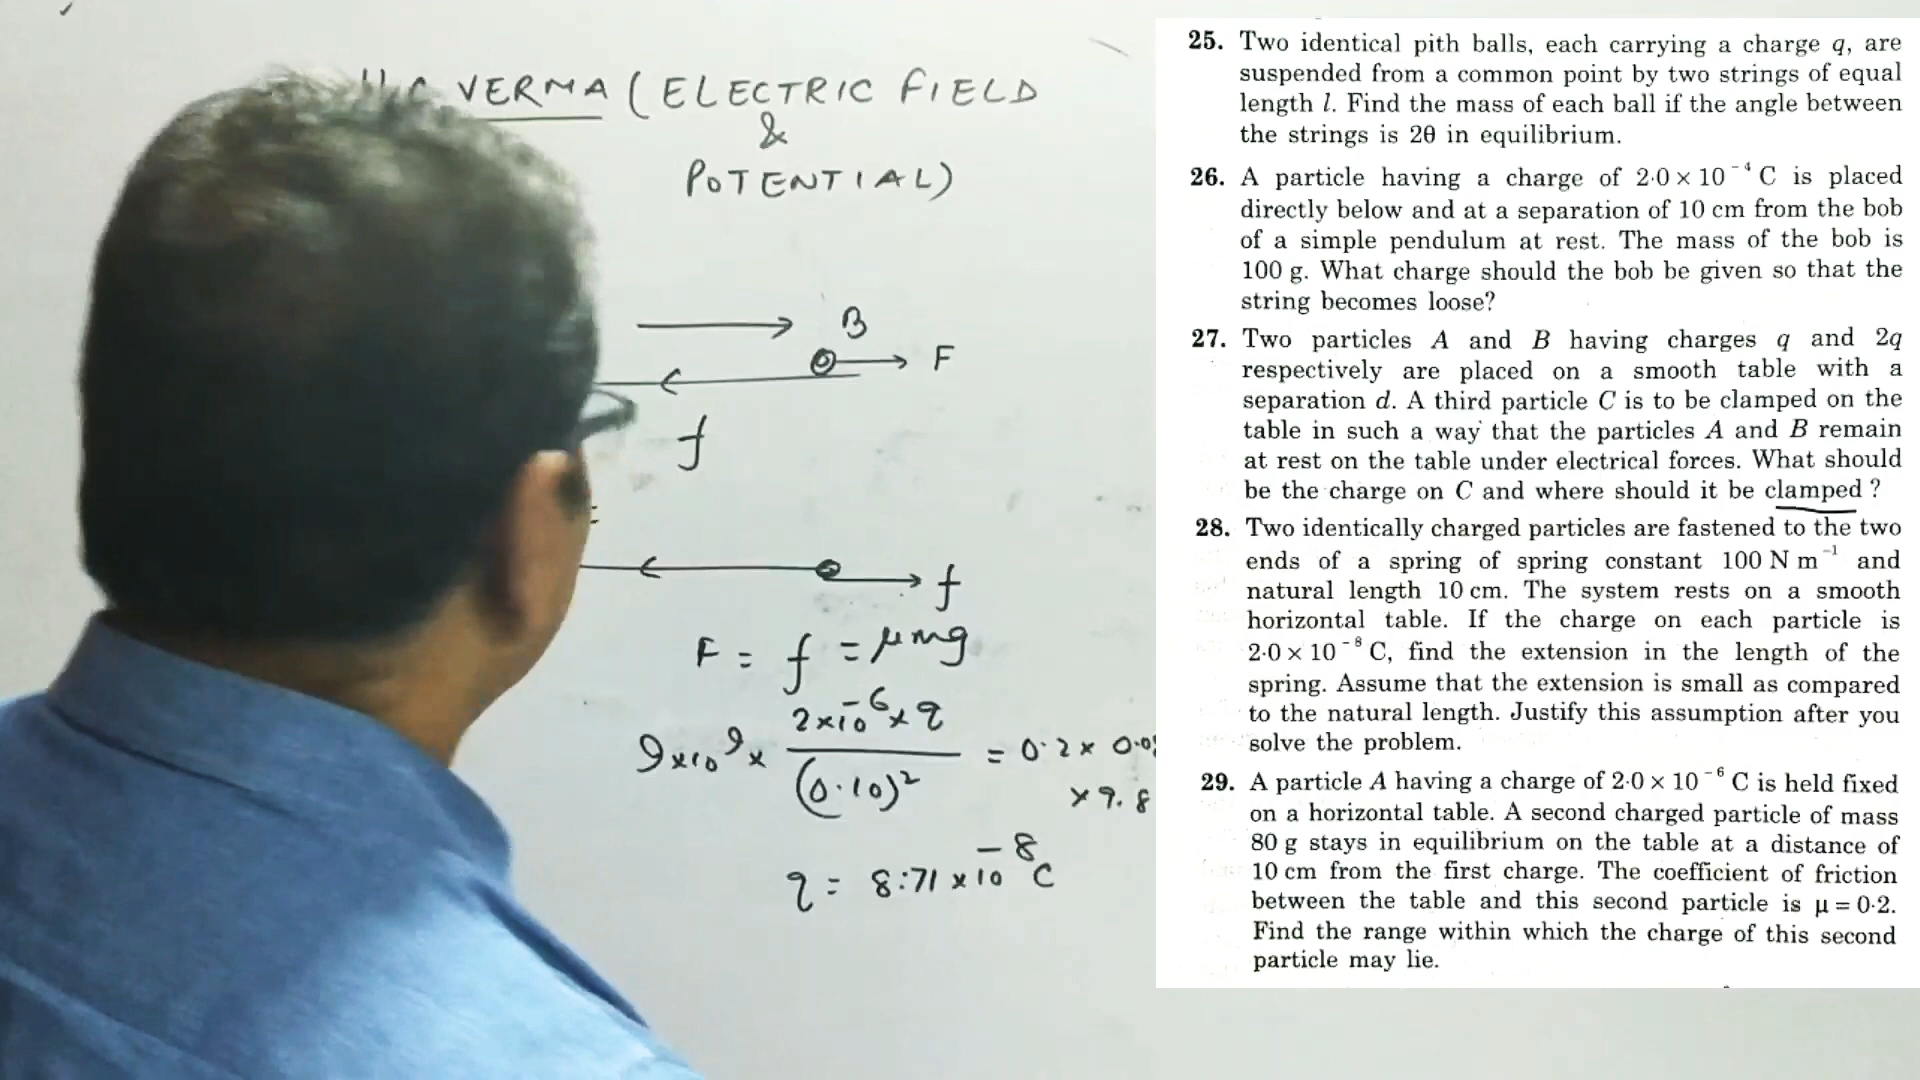 VERMA (ELECTRIC FIELD
&
POTENTIAL)
B
F
f
f
F = f = μmg
9×10⁹× 2×10⁻⁶×q / (0.10)² = 0.2 ×
×9.8
q = 8.71×10⁻⁸C
25. Two identical pith balls, each carrying a charge q, are
suspended from a common point by two strings of equal
length l. Find the mass of each ball if the angle between
the strings is 2θ in equilibrium.
26. A particle having a charge of 2·0 × 10⁻⁴ C is placed
directly below and at a separation of 10 cm from the bob
of a simple pendulum at rest. The mass of the bob is
100 g. What charge should the bob be given so that the
string becomes loose?
27. Two particles A and B having charges q and 2q
respectively are placed on a smooth table with a
separation d. A third particle C is to be clamped on the
table in such a way that the particles A and B remain
at rest on the table under electrical forces. What should
be the charge on C and where should it be clamped ?
28. Two identically charged particles are fastened to the two
ends of a spring of spring constant 100 N m⁻¹ and
natural length 10 cm. The system rests on a smooth
horizontal table. If the charge on each particle is
2·0 × 10⁻⁸ C, find the extension in the length of the
spring. Assume that the extension is small as compared
to the natural length. Justify this assumption after you
solve the problem.
29. A particle A having a charge of 2·0 × 10⁻⁶ C is held fixed
on a horizontal table. A second charged particle of mass
80 g stays in equilibrium on the table at a distance of
10 cm from the first charge. The coefficient of friction
between the table and this second particle is μ = 0·2.
Find the range within which the charge of this second
particle may lie.